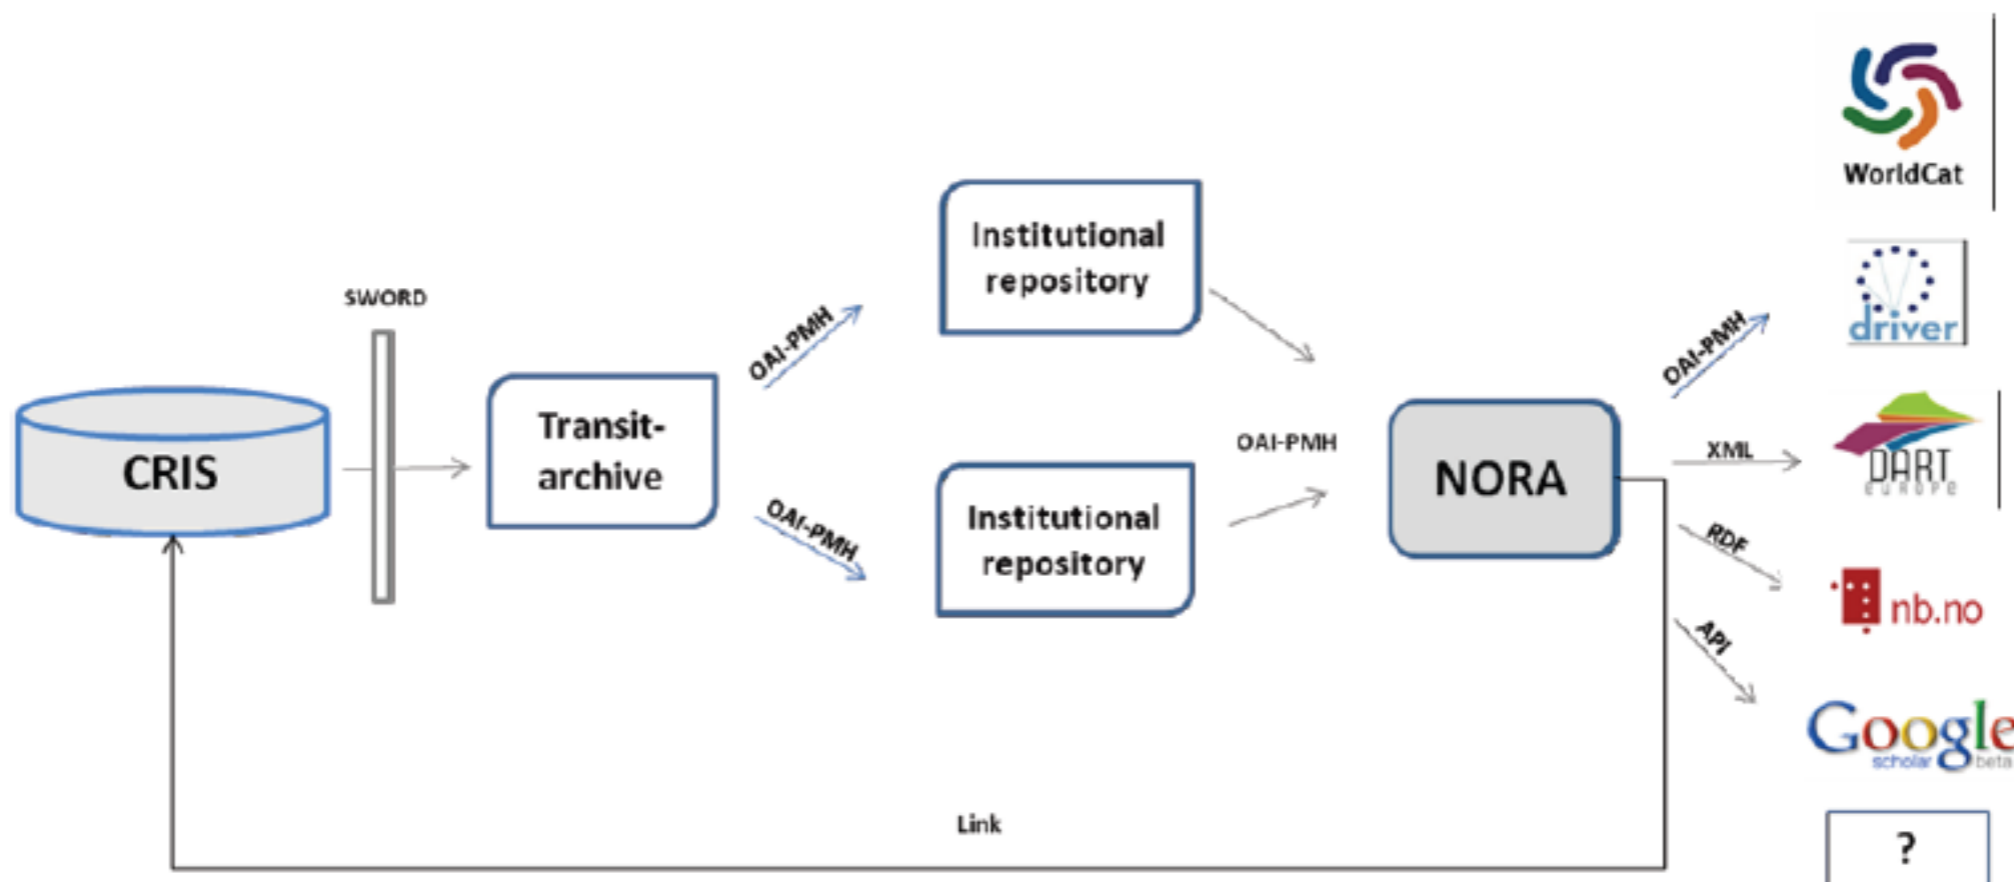 WorldCat
SWORD
Institutional
repository
OAI-PMH
OAI-PMH
driver
CRIS
Transit-
archive
OAI-PMH
NORA
XML
DART
europe
OAI-PMH
Institutional
repository
RDF
nb.no
API
Google
scholar beta
Link
?